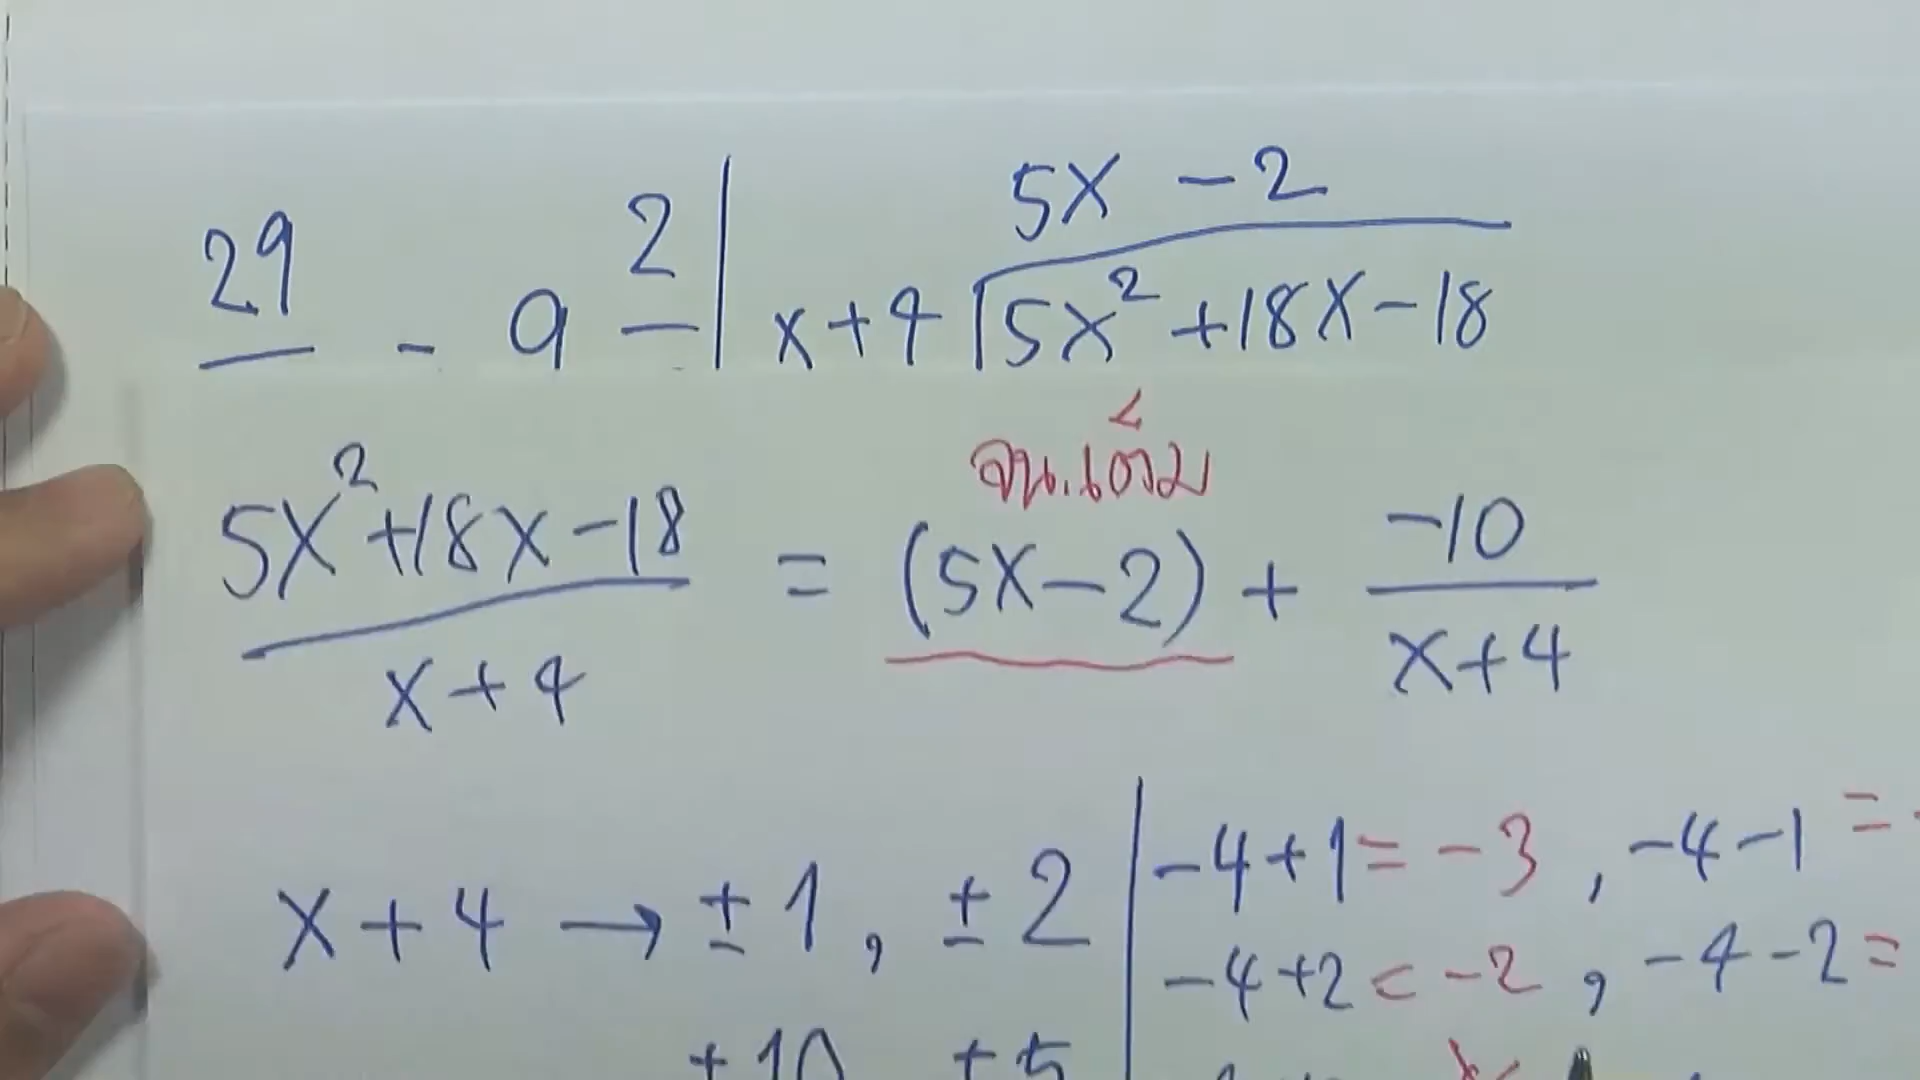 5x - 2
29 - 9 2 | x+4 5x² +18x-18
จน.เต็ม
5x²+18x-18 = (5x-2) + -10
x+4 x+4
x+4 → ±1, ±2 | -4+1 = -3, -4-1 =
-4+2 = -2, -4-2 =
±10 ±5